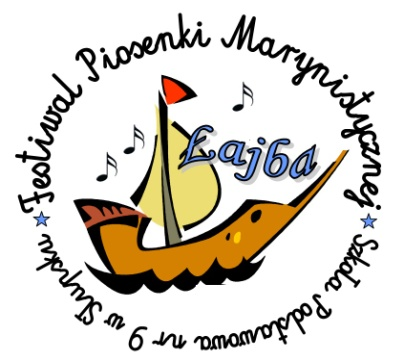 Festiwal Piosenki Marynistycznej
Łajba
Szkoła Podstawowa nr 9 w Słupsku